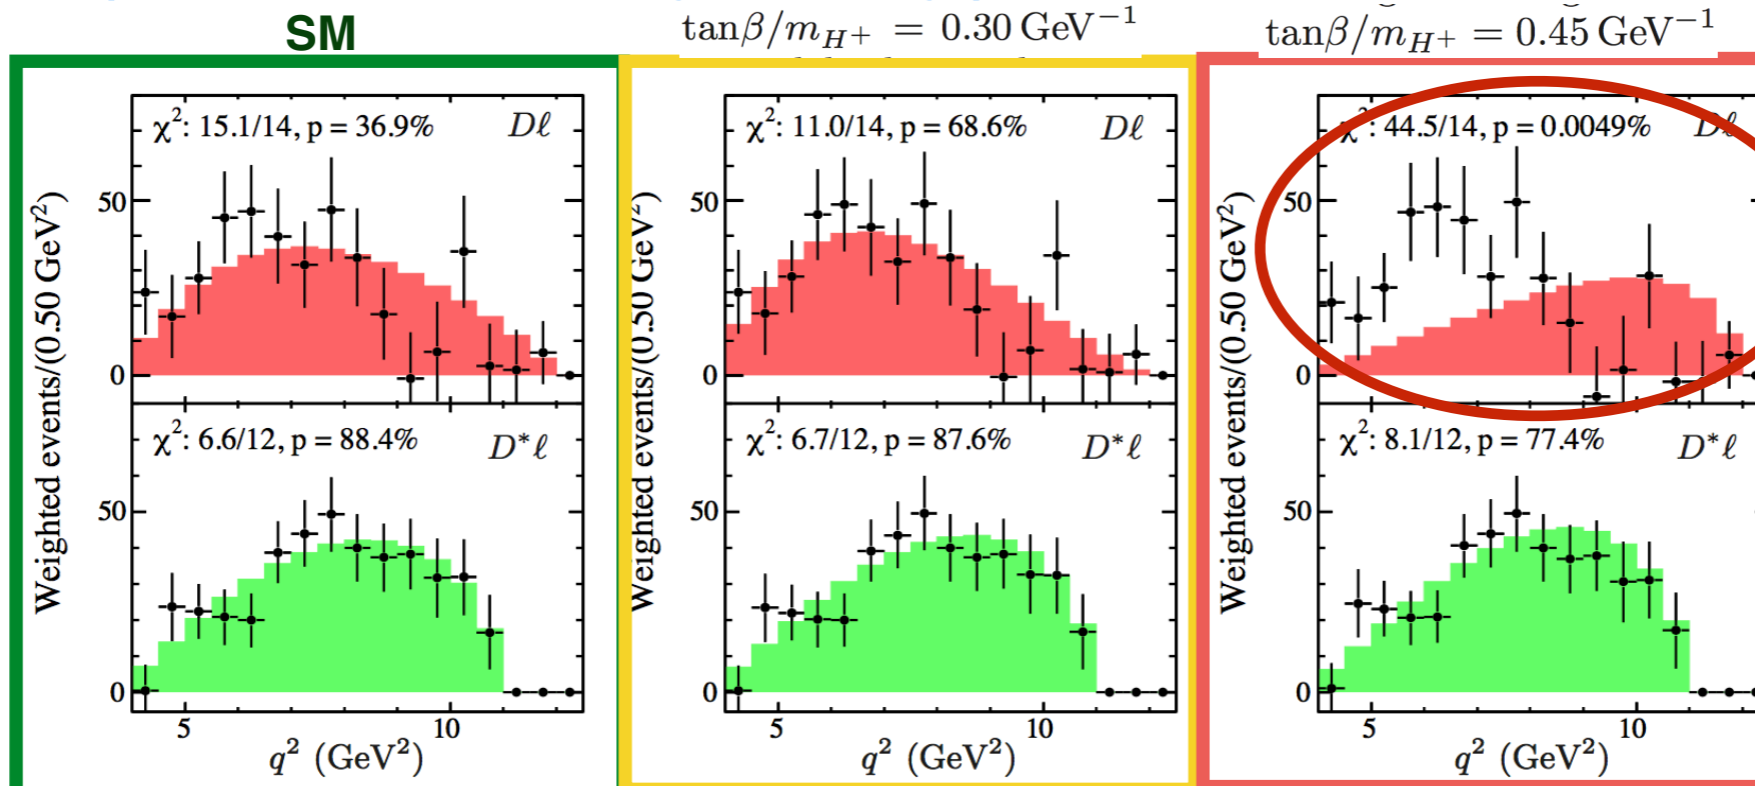 SM
tanβ/m_{H+} = 0.30 GeV⁻¹
tanβ/m_{H+} = 0.45 GeV⁻¹
χ²: 15.1/14, p = 36.9% Dℓ
χ²: 11.0/14, p = 68.6% Dℓ
χ²: 44.5/14, p = 0.0049% Dℓ
50
50
50
0
0
0
χ²: 6.6/12, p = 88.4% D*ℓ
χ²: 6.7/12, p = 87.6% D*ℓ
χ²: 8.1/12, p = 77.4% D*ℓ
50
50
50
0
0
0
Weighted events/(0.50 GeV²)
Weighted events/(0.50 GeV²)
Weighted events/(0.50 GeV²)
5 10
5 10
5 10
q² (GeV²)
q² (GeV²)
q² (GeV²)